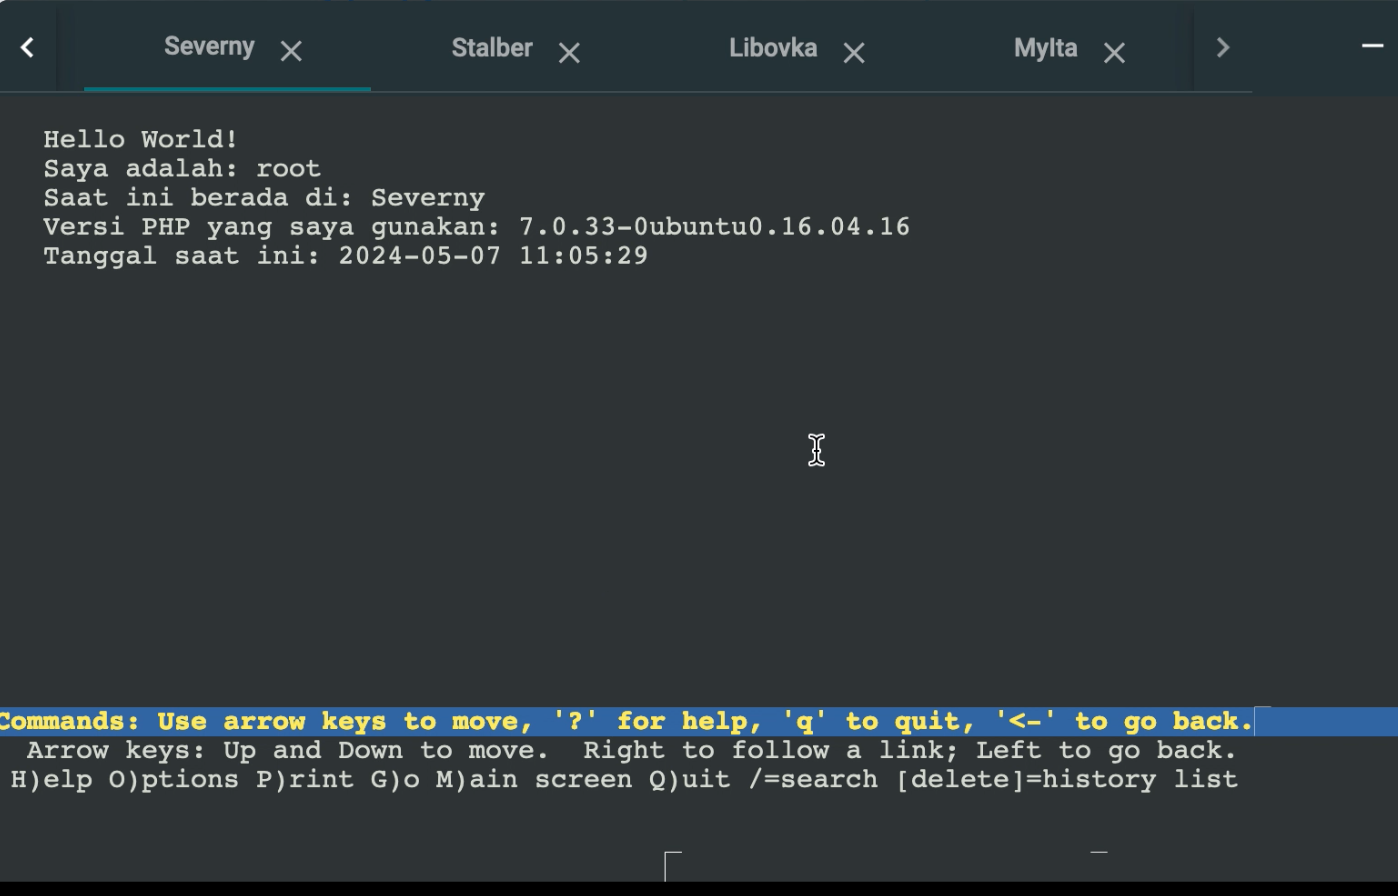 Severny Stalber Libovka Mylta
Hello World!
Saya adalah: root
Saat ini berada di: Severny
Versi PHP yang saya gunakan: 7.0.33-0ubuntu0.16.04.16
Tanggal saat ini: 2024-05-07 11:05:29
Commands: Use arrow keys to move, '?' for help, 'q' to quit, '<-' to go back.
Arrow keys: Up and Down to move.  Right to follow a link; Left to go back.
H)elp O)ptions P)rint G)o M)ain screen Q)uit /=search [delete]=history list